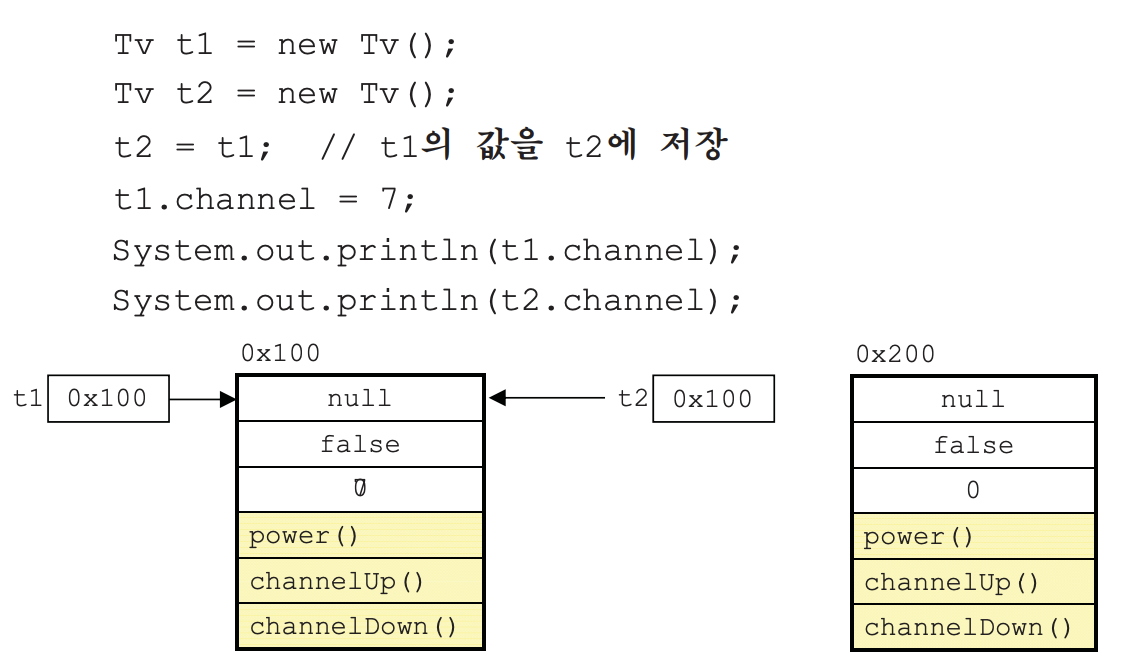 Tv t1 = new Tv();
Tv t2 = new Tv();
t2 = t1;  // t1의 값을 t2에 저장
t1.channel = 7;
System.out.println(t1.channel);
System.out.println(t2.channel);
0x100
0x200
t1 0x100
null
t2 0x100
null
false
false
0
power()
power()
channelUp()
channelUp()
channelDown()
channelDown()